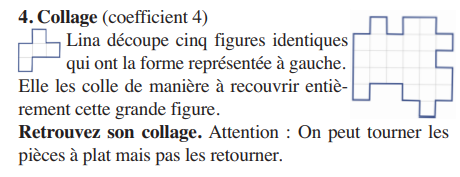 4. Collage (coefficient 4)
Lina découpe cinq figures identiques
qui ont la forme représentée à gauche.
Elle les colle de manière à recouvrir entiè-
rement cette grande figure.
Retrouvez son collage. Attention : On peut tourner les
pièces à plat mais pas les retourner.